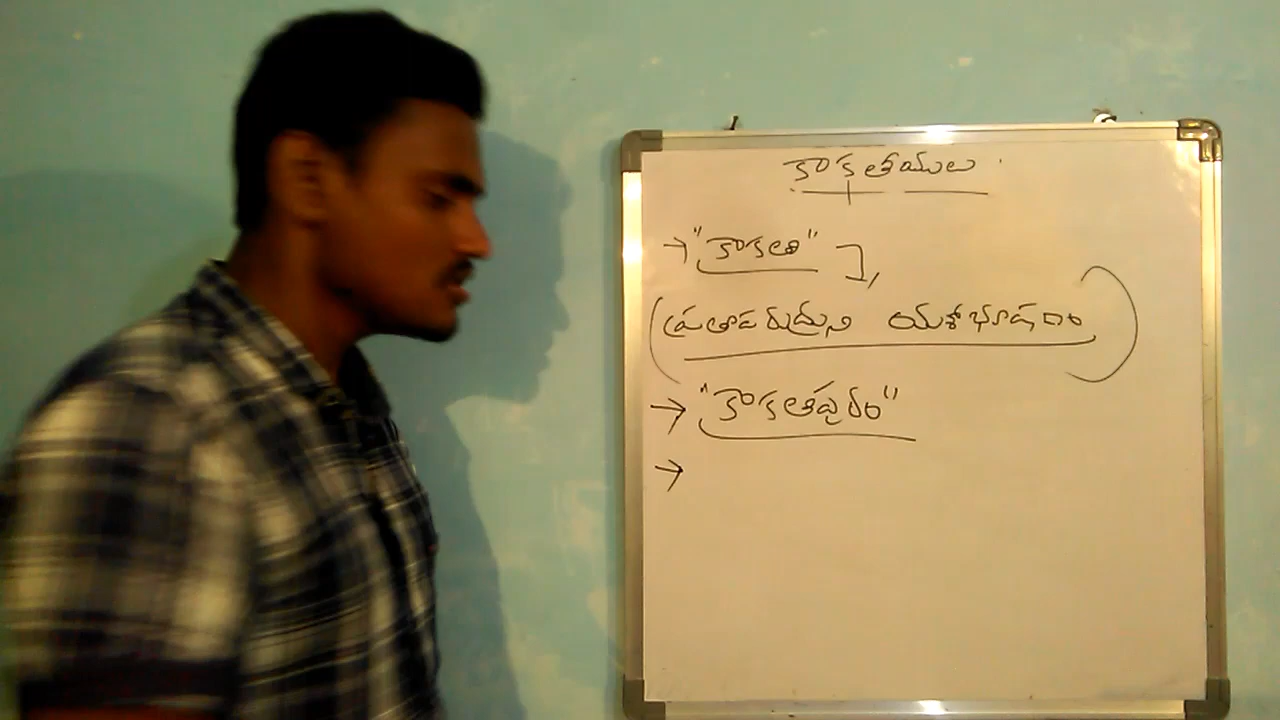 కాకతీయులు
→ "కాకతి"
(ప్రతాపరుద్రుని యశోభూషణం)
→ "కాకతీపురం"
→